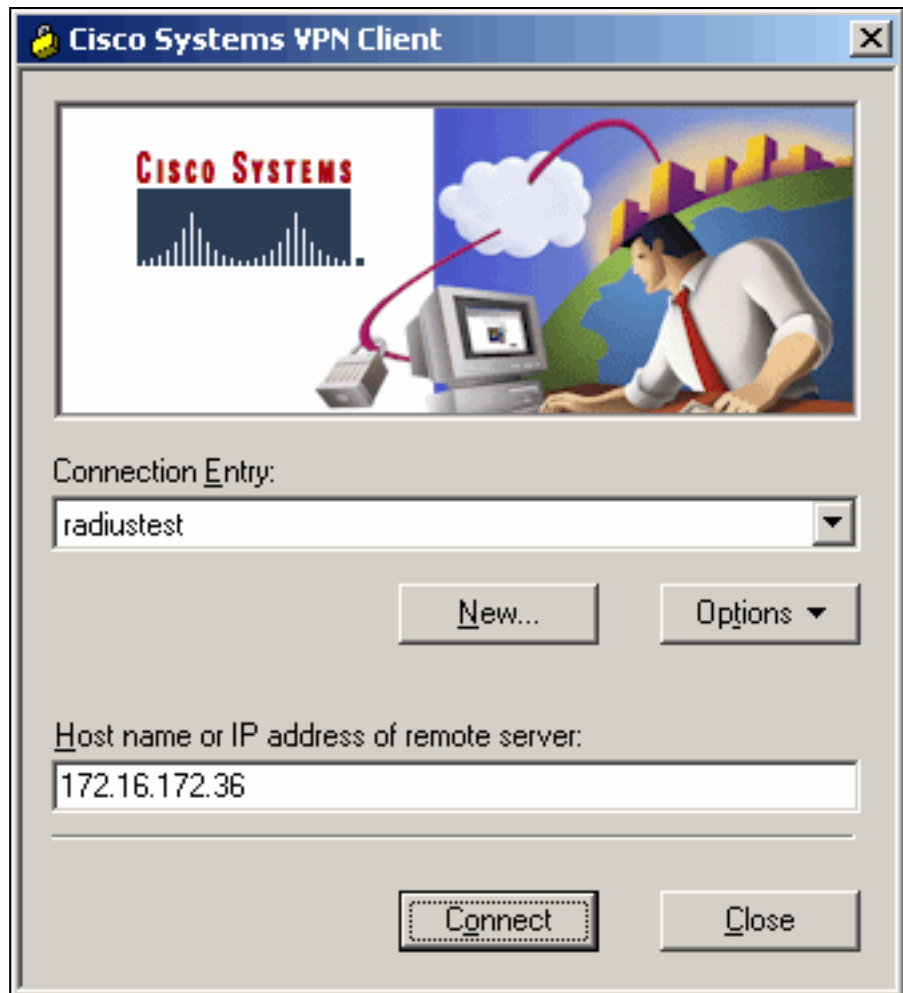 Cisco Systems VPN Client
CISCO SYSTEMS
Connection Entry:
radiustest
New...
Options
Host name or IP address of remote server:
172.16.172.36
Connect
Close